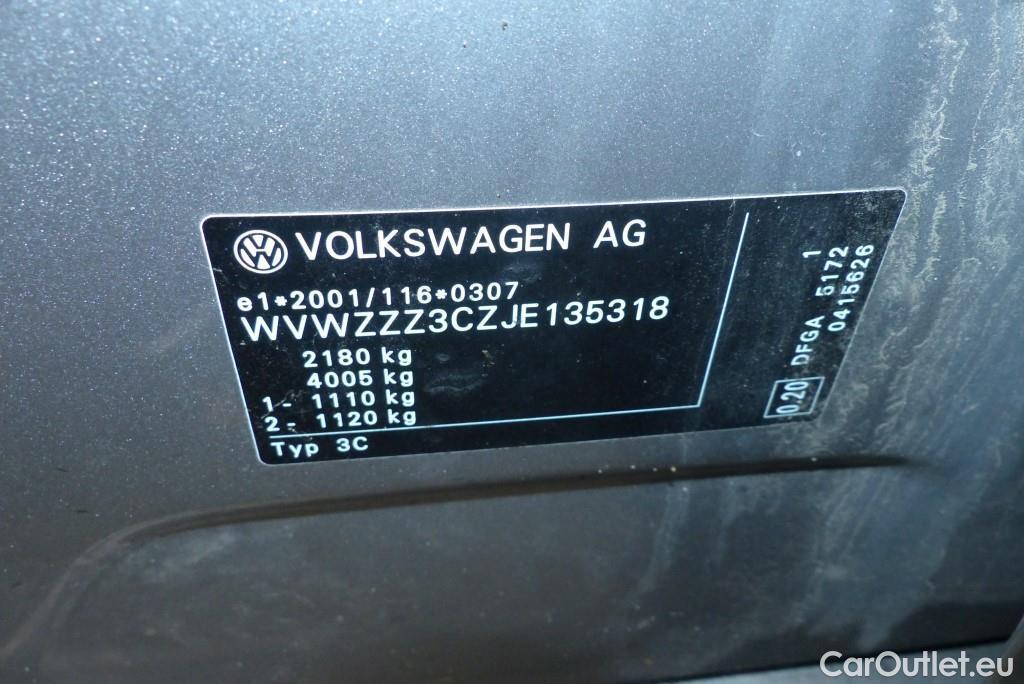 VOLKSWAGEN AG
e1*2001/116*0307
WVWZZZ3CZJE135318
2180 kg
4005 kg
1- 1110 kg
2- 1120 kg
Typ 3C
1
DFGA 5172
0415626
0.20
CarOutlet.eu